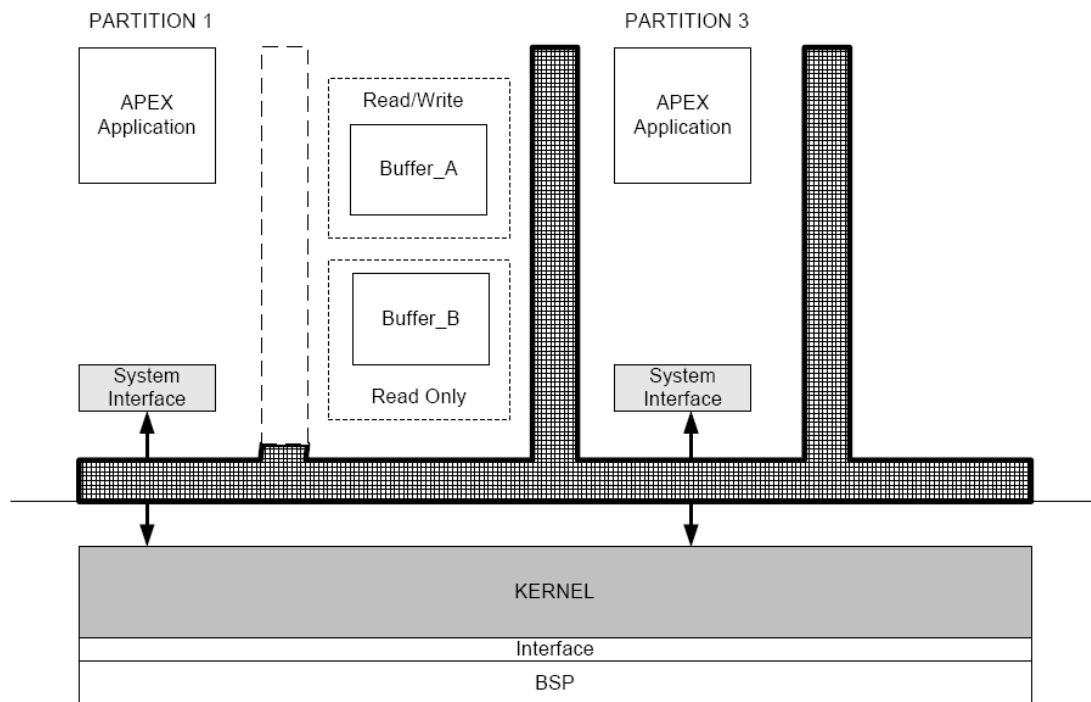 PARTITION 1
PARTITION 3
APEX
Application
Read/Write
Buffer_A
APEX
Application
Buffer_B
Read Only
System
Interface
System
Interface
KERNEL
Interface
BSP